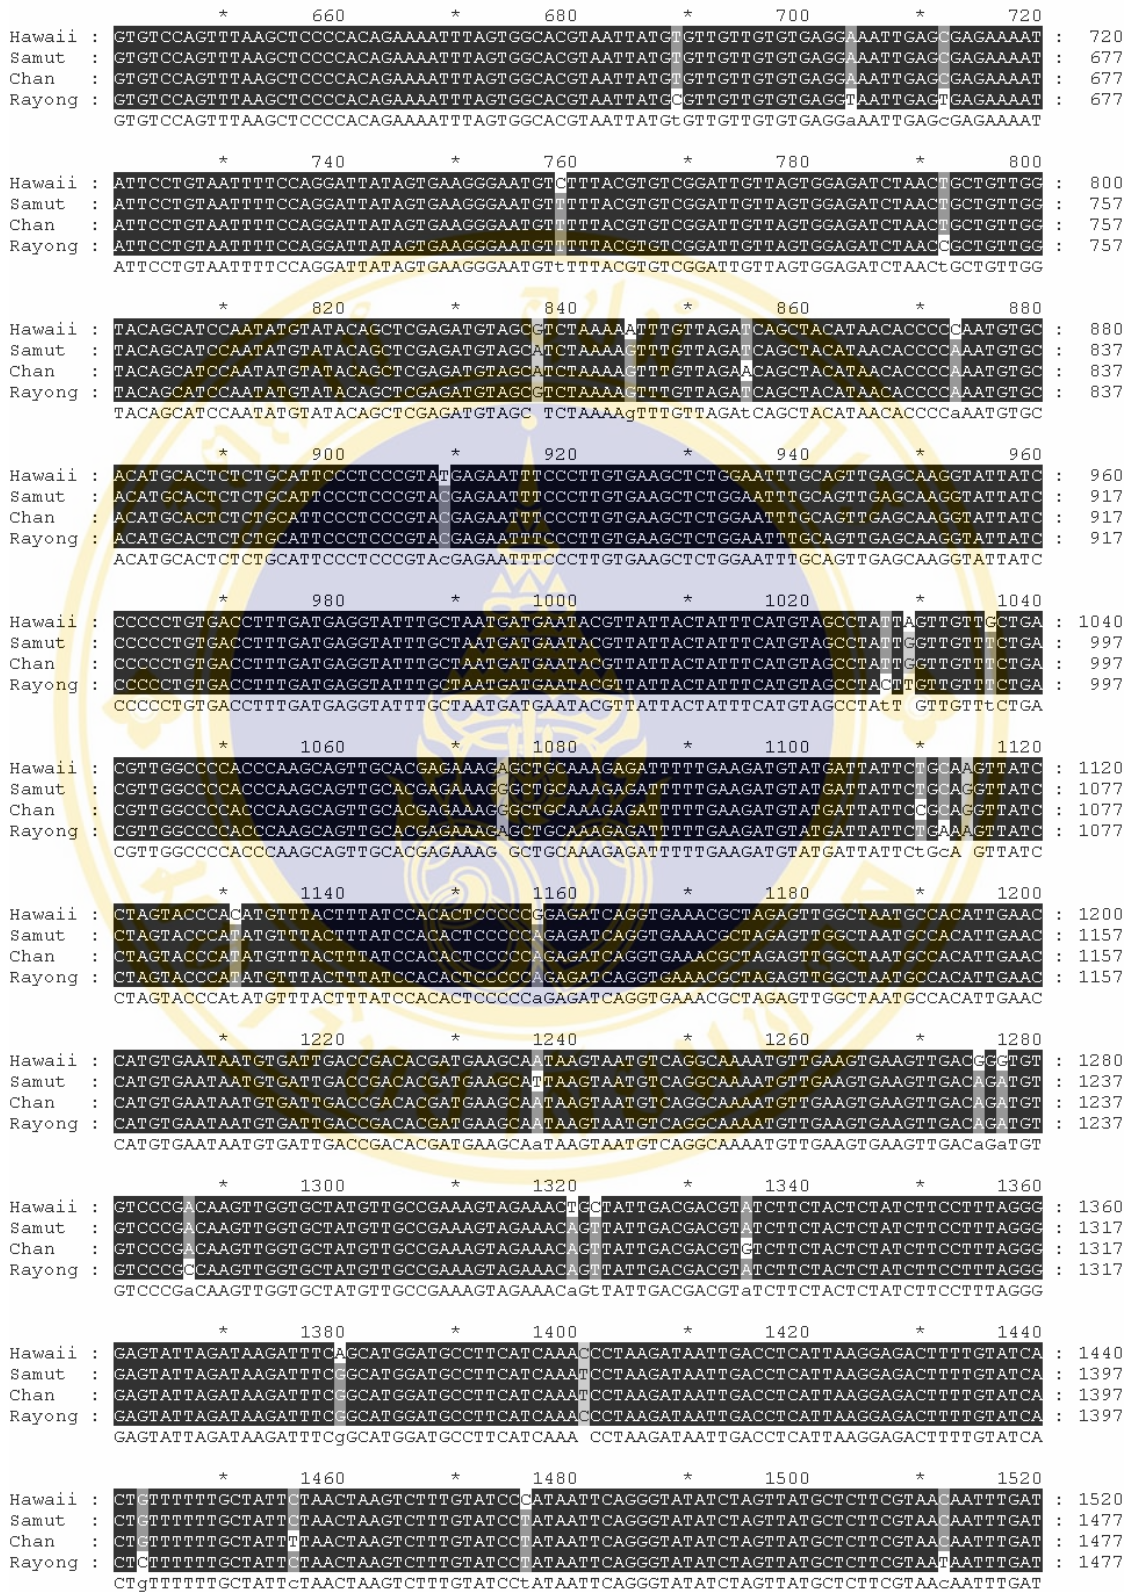 * 660 * 680 * 700 * 720
Hawaii : GTGTCCAGTTTAAGCTCCCCACAGAAAATTTAGTGGCACGTAATTATGTGTTGTTGTGTGAGGAAATTGAGCGAGAAAAT : 720
Samut : GTGTCCAGTTTAAGCTCCCCACAGAAAATTTAGTGGCACGTAATTATGTGTTGTTGTGTGAGGAAATTGAGCGAGAAAAT : 677
Chan : GTGTCCAGTTTAAGCTCCCCACAGAAAATTTAGTGGCACGTAATTATGTGTTGTTGTGTGAGGAAATTGAGCGAGAAAAT : 677
Rayong : GTGTCCAGTTTAAGCTCCCCACAGAAAATTTAGTGGCACGTAATTATGCGTTGTTGTGTGAGGTAATTGAGTGAGAAAAT : 677
GTGTCCAGTTTAAGCTCCCCACAGAAAATTTAGTGGCACGTAATTATGtGTTGTTGTGTGAGGaAATTGAGcGAGAAAAT
* 740 * 760 * 780 * 800
Hawaii : ATTCCTGTAATTTTCCAGGATTATAGTGAAGGGAATGTCTTTACGTGTCGGATTGTTAGTGGAGATCTAACTGCTGTTGG : 800
Samut : ATTCCTGTAATTTTCCAGGATTATAGTGAAGGGAATGTTTTTACGTGTCGGATTGTTAGTGGAGATCTAACTGCTGTTGG : 757
Chan : ATTCCTGTAATTTTCCAGGATTATAGTGAAGGGAATGTTTTTACGTGTCGGATTGTTAGTGGAGATCTAACTGCTGTTGG : 757
Rayong : ATTCCTGTAATTTTCCAGGATTATAGTGAAGGGAATGTTTTTACGTGTCGGATTGTTAGTGGAGATCTAACCGCTGTTGG : 757
ATTCCTGTAATTTTCCAGGATTATAGTGAAGGGAATGTtTTTACGTGTCGGATTGTTAGTGGAGATCTAACtGCTGTTGG
* 820 * 840 * 860 * 880
Hawaii : TACAGCATCCAATATGTATACAGCTCGAGATGTAGCGTCTAAAAATTTGTTAGATCAGCTACATAACACCCCCAATGTGC : 880
Samut : TACAGCATCCAATATGTATACAGCTCGAGATGTAGCATCTAAAAGTTTGTTAGATCAGCTACATAACACCCCAAATGTGC : 837
Chan : TACAGCATCCAATATGTATACAGCTCGAGATGTAGCATCTAAAAGTTTGTTAGAACAGCTACATAACACCCCAAATGTGC : 837
Rayong : TACAGCATCCAATATGTATACAGCTCGAGATGTAGCGTCTAAAAGTTTGTTAGATCAGCTACATAACACCCCAAATGTGC : 837
TACAGCATCCAATATGTATACAGCTCGAGATGTAGC TCTAAAAgTTTGTTAGAtCAGCTACATAACACCCCaAATGTGC
* 900 * 920 * 940 * 960
Hawaii : ACATGCACTCTCTGCATTCCCTCCCGTATGAGAATTTCCCTTGTGAAGCTCTGGAATTTGCAGTTGAGCAAGGTATTATC : 960
Samut : ACATGCACTCTCTGCATTCCCTCCCGTACGAGAATTTCCCTTGTGAAGCTCTGGAATTTGCAGTTGAGCAAGGTATTATC : 917
Chan : ACATGCACTCTCTGCATTCCCTCCCGTACGAGAATTTCCCTTGTGAAGCTCTGGAATTTGCAGTTGAGCAAGGTATTATC : 917
Rayong : ACATGCACTCTCTGCATTCCCTCCCGTACGAGAATTTCCCTTGTGAAGCTCTGGAATTTGCAGTTGAGCAAGGTATTATC : 917
ACATGCACTCTCTGCATTCCCTCCCGTAcGAGAATTTCCCTTGTGAAGCTCTGGAATTTGCAGTTGAGCAAGGTATTATC
* 980 * 1000 * 1020 * 1040
Hawaii : CCCCCTGTGACCTTTGATGAGGTATTTGCTAATGATGAATACGTTATTACTATTTCATGTAGCCTATTAGTTGTTGCTGA : 1040
Samut : CCCCCTGTGACCTTTGATGAGGTATTTGCTAATGATGAATACGTTATTACTATTTCATGTAGCCTATTGGTTGTTTCTGA : 997
Chan : CCCCCTGTGACCTTTGATGAGGTATTTGCTAATGATGAATACGTTATTACTATTTCATGTAGCCTATTGGTTGTTTCTGA : 997
Rayong : CCCCCTGTGACCTTTGATGAGGTATTTGCTAATGATGAATACGTTATTACTATTTCATGTAGCCTACTTGTTGTTTCTGA : 997
CCCCCTGTGACCTTTGATGAGGTATTTGCTAATGATGAATACGTTATTACTATTTCATGTAGCCTAtT GTTGTTtCTGA
* 1060 * 1080 * 1100 * 1120
Hawaii : CGTTGGCCCCACCCAAGCAGTTGCACGAGAAAGAGCTGCAAAGAGATTTTTGAAGATGTATGATTATTCTGCAAGTTATC : 1120
Samut : CGTTGGCCCCACCCAAGCAGTTGCACGAGAAAGGGCTGCAAAGAGATTTTTGAAGATGTATGATTATTCTGCAGGTTATC : 1077
Chan : CGTTGGCCCCACCCAAGCAGTTGCACGAGAAAGGGCTGCAAAGAGATTTTTGAAGATGTATGATTATTCCGCAGGTTATC : 1077
Rayong : CGTTGGCCCCACCCAAGCAGTTGCACGAGAAAGAGCTGCAAAGAGATTTTTGAAGATGTATGATTATTCTGAAAGTTATC : 1077
CGTTGGCCCCACCCAAGCAGTTGCACGAGAAAG GCTGCAAAGAGATTTTTGAAGATGTATGATTATTCtGcA GTTATC
* 1140 * 1160 * 1180 * 1200
Hawaii : CTAGTACCCACATGTTTACTTTATCCACACTCCCCCGGAGATCAGGTGAAACGCTAGAGTTGGCTAATGCCACATTGAAC : 1200
Samut : CTAGTACCCATATGTTTACTTTATCCACACTCCCCCAGAGATCAGGTGAAACGCTAGAGTTGGCTAATGCCACATTGAAC : 1157
Chan : CTAGTACCCATATGTTTACTTTATCCACACTCCCCCAGAGATCAGGTGAAACGCTAGAGTTGGCTAATGCCACATTGAAC : 1157
Rayong : CTAGTACCCATATGTTTACTTTATCCACACTCCCCCAGAGATCAGGTGAAACGCTAGAGTTGGCTAATGCCACATTGAAC : 1157
CTAGTACCCAtATGTTTACTTTATCCACACTCCCCCaGAGATCAGGTGAAACGCTAGAGTTGGCTAATGCCACATTGAAC
* 1220 * 1240 * 1260 * 1280
Hawaii : CATGTGAATAATGTGATTGACCGACACGATGAAGCAATAAGTAATGTCAGGCAAAATGTTGAAGTGAAGTTGACGGGTGT : 1280
Samut : CATGTGAATAATGTGATTGACCGACACGATGAAGCATTAAGTAATGTCAGGCAAAATGTTGAAGTGAAGTTGACAGATGT : 1237
Chan : CATGTGAATAATGTGATTGACCGACACGATGAAGCAATAAGTAATGTCAGGCAAAATGTTGAAGTGAAGTTGACAGATGT : 1237
Rayong : CATGTGAATAATGTGATTGACCGACACGATGAAGCAATAAGTAATGTCAGGCAAAATGTTGAAGTGAAGTTGACAGATGT : 1237
CATGTGAATAATGTGATTGACCGACACGATGAAGCAaTAAGTAATGTCAGGCAAAATGTTGAAGTGAAGTTGACaGaTGT
* 1300 * 1320 * 1340 * 1360
Hawaii : GTCCCGACAAGTTGGTGCTATGTTGCCGAAAGTAGAAACTGCTATTGACGACGTATCTTCTACTCTATCTTCCTTTAGGG : 1360
Samut : GTCCCGACAAGTTGGTGCTATGTTGCCGAAAGTAGAAACAGTTATTGACGACGTATCTTCTACTCTATCTTCCTTTAGGG : 1317
Chan : GTCCCGACAAGTTGGTGCTATGTTGCCGAAAGTAGAAACAGTTATTGACGACGTGTCTTCTACTCTATCTTCCTTTAGGG : 1317
Rayong : GTCCCGCCAAGTTGGTGCTATGTTGCCGAAAGTAGAAACAGTTATTGACGACGTATCTTCTACTCTATCTTCCTTTAGGG : 1317
GTCCCGaCAAGTTGGTGCTATGTTGCCGAAAGTAGAAACaGtTATTGACGACGTaTCTTCTACTCTATCTTCCTTTAGGG
* 1380 * 1400 * 1420 * 1440
Hawaii : GAGTATTAGATAAGATTTCAGCATGGATGCCTTCATCAAACCCTAAGATAATTGACCTCATTAAGGAGACTTTTGTATCA : 1440
Samut : GAGTATTAGATAAGATTTCGGCATGGATGCCTTCATCAAATCCTAAGATAATTGACCTCATTAAGGAGACTTTTGTATCA : 1397
Chan : GAGTATTAGATAAGATTTCGGCATGGATGCCTTCATCAAATCCTAAGATAATTGACCTCATTAAGGAGACTTTTGTATCA : 1397
Rayong : GAGTATTAGATAAGATTTCGGCATGGATGCCTTCATCAAACCCTAAGATAATTGACCTCATTAAGGAGACTTTTGTATCA : 1397
GAGTATTAGATAAGATTTCgGCATGGATGCCTTCATCAAA CCTAAGATAATTGACCTCATTAAGGAGACTTTTGTATCA
* 1460 * 1480 * 1500 * 1520
Hawaii : CTGTTTTTTGCTATTCTAACTAAGTCTTTGTATCCCATAATTCAGGGTATATCTAGTTATGCTCTTCGTAACAATTTGAT : 1520
Samut : CTGTTTTTTGCTATTCTAACTAAGTCTTTGTATCCTATAATTCAGGGTATATCTAGTTATGCTCTTCGTAACAATTTGAT : 1477
Chan : CTGTTTTTTGCTATTTTAACTAAGTCTTTGTATCCTATAATTCAGGGTATATCTAGTTATGCTCTTCGTAACAATTTGAT : 1477
Rayong : CTCTTTTTTGCTATTCTAACTAAGTCTTTGTATCCTATAATTCAGGGTATATCTAGTTATGCTCTTCGTAATAATTTGAT : 1477
CTgTTTTTTGCTATTcTAACTAAGTCTTTGTATCCtATAATTCAGGGTATATCTAGTTATGCTCTTCGTAAcAATTTGAT